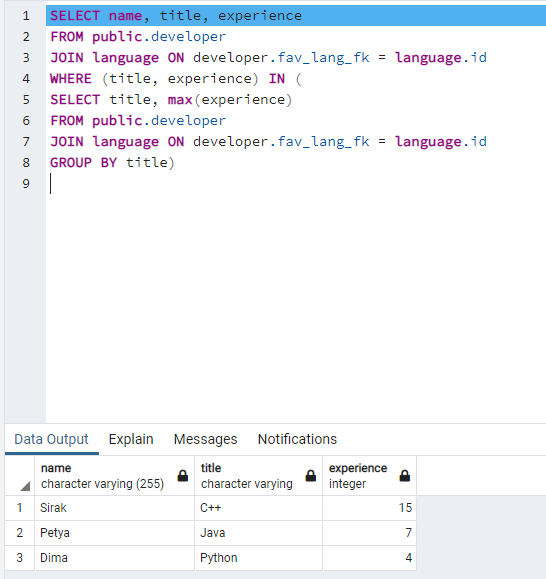 1 SELECT name, title, experience
2 FROM public.developer
3 JOIN language ON developer.fav_lang_fk = language.id
4 WHERE (title, experience) IN (
5 SELECT title, max(experience)
6 FROM public.developer
7 JOIN language ON developer.fav_lang_fk = language.id
8 GROUP BY title)
9
Data Output Explain Messages Notifications
name title experience
character varying (255) character varying integer
1 Sirak C++ 15
2 Petya Java 7
3 Dima Python 4